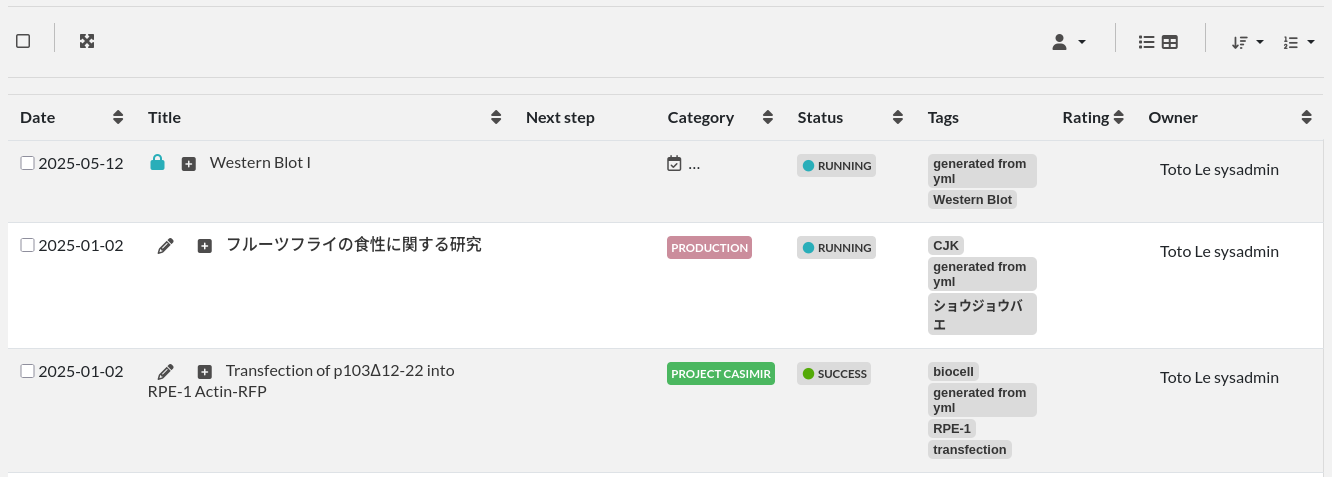 Date Title Next step Category Status Tags Rating Owner
2025-05-12 Western Blot I ... RUNNING generated from yml Toto Le sysadmin
Western Blot
2025-01-02 フルーツフライの食性に関する研究 PRODUCTION RUNNING CJK Toto Le sysadmin
generated from yml
ショウジョウバエ
2025-01-02 Transfection of p103Δ12-22 into PROJECT CASIMIR SUCCESS biocell Toto Le sysadmin
RPE-1 Actin-RFP
generated from yml
RPE-1
transfection